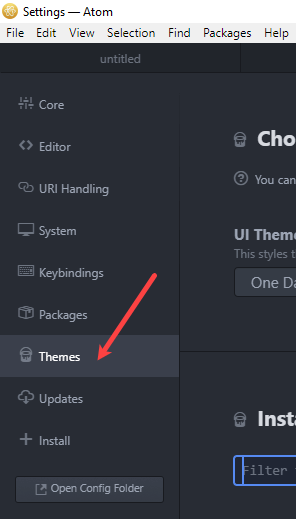 Settings — Atom
File Edit View Selection Find Packages Help
untitled
Core
Editor
URI Handling
System
Keybindings
Packages
Themes
Updates
Install
Open Config Folder
Cho
You can
UI Theme
This styles t
One Da
Insta
Filter